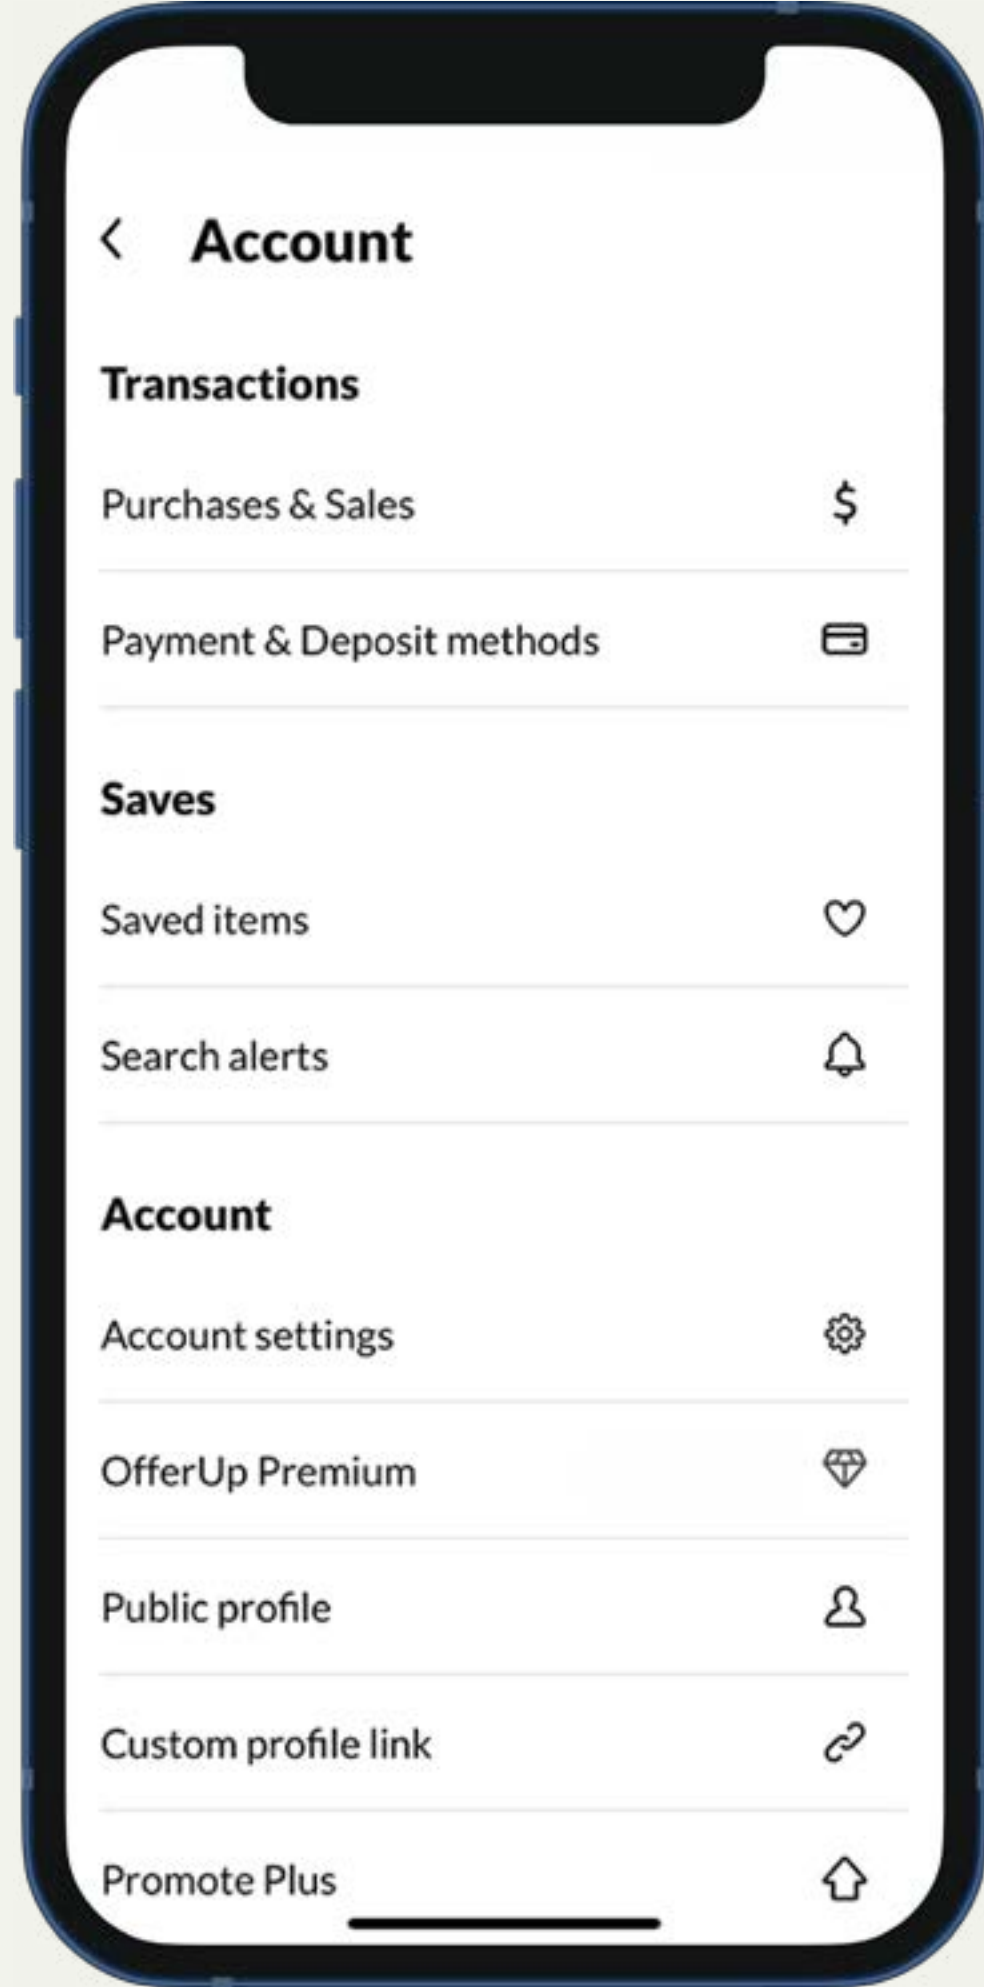 Account
Transactions
Purchases & Sales
$
Payment & Deposit methods
Saves
Saved items
Search alerts
Account
Account settings
OfferUp Premium
Public profile
Custom profile link
Promote Plus